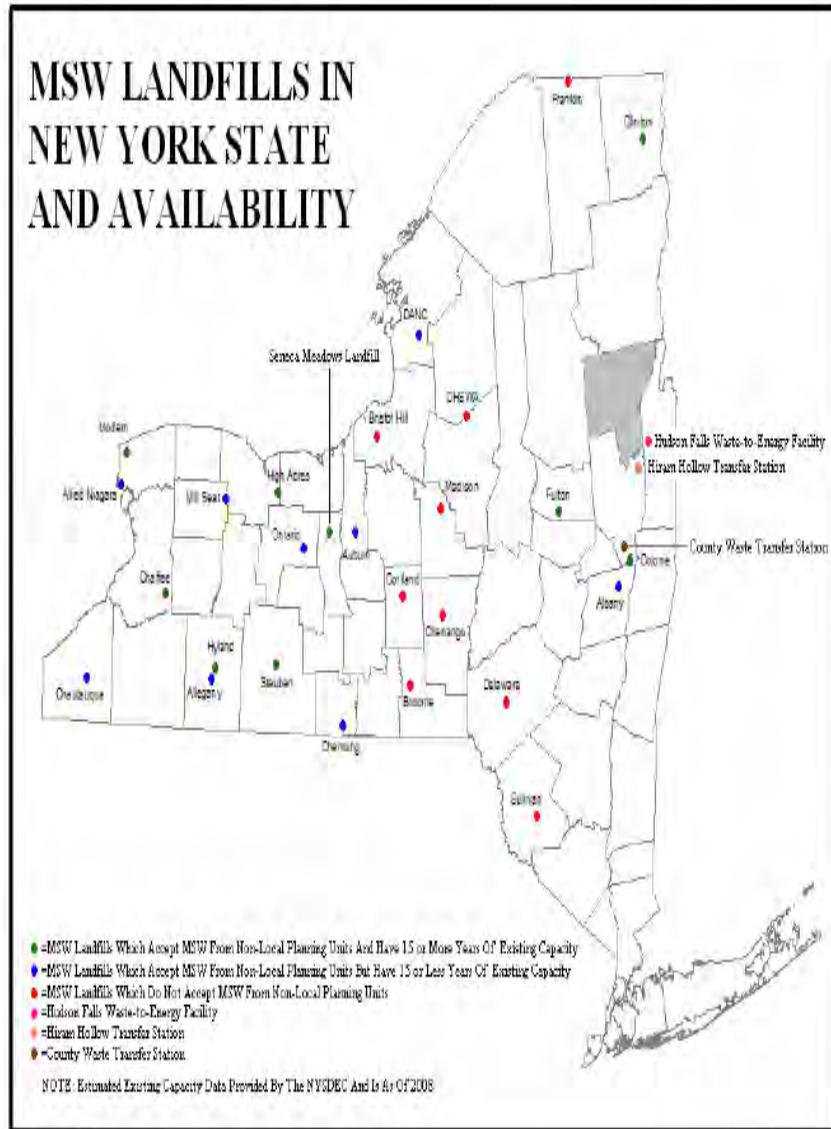 MSW LANDFILLS IN
NEW YORK STATE
AND AVAILABILITY
Franklin
Clinton
DANC
Seneca Meadows Landfill
OHSWA
Bristol Hill
Modern
Hudson Falls Waste-to-Energy Facility
Hiram Hollow Transfer Station
High Acres
Allied Niagara
Mill Seat
Madison
Fulton
Ontario
Auburn
County Waste Transfer Station
Colonie
Chaffee
Cortland
Albany
Chenango
Hyland
Chautauque
Allegany
Steuben
Broome
Delaware
Chemung
Sullivan
=MSW Landfills Which Accept MSW From Non-Local Planning Units And Have 15 or More Years Of Existing Capacity
=MSW Landfills Which Accept MSW From Non-Local Planning Units But Have 15 or Less Years Of Existing Capacity
=MSW Landfills Which Do Not Accept MSW From Non-Local Planning Units
=Hudson Falls Waste-to-Energy Facility
=Hiram Hollow Transfer Station
=County Waste Transfer Station
NOTE: Estimated Existing Capacity Data Provided By The NYSDEC And Is As Of 2008